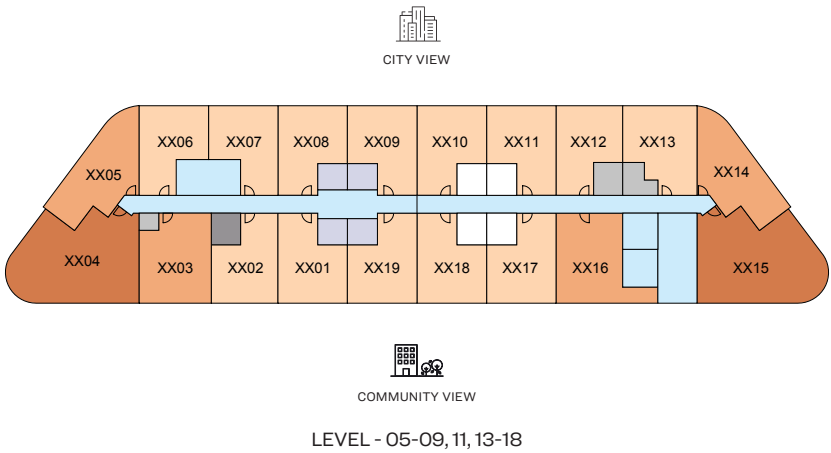 CITY VIEW
XX06 XX07 XX08 XX09 XX10 XX11 XX12 XX13
XX05 XX14
XX04 XX03 XX02 XX01 XX19 XX18 XX17 XX16 XX15
COMMUNITY VIEW
LEVEL - 05-09, 11, 13-18